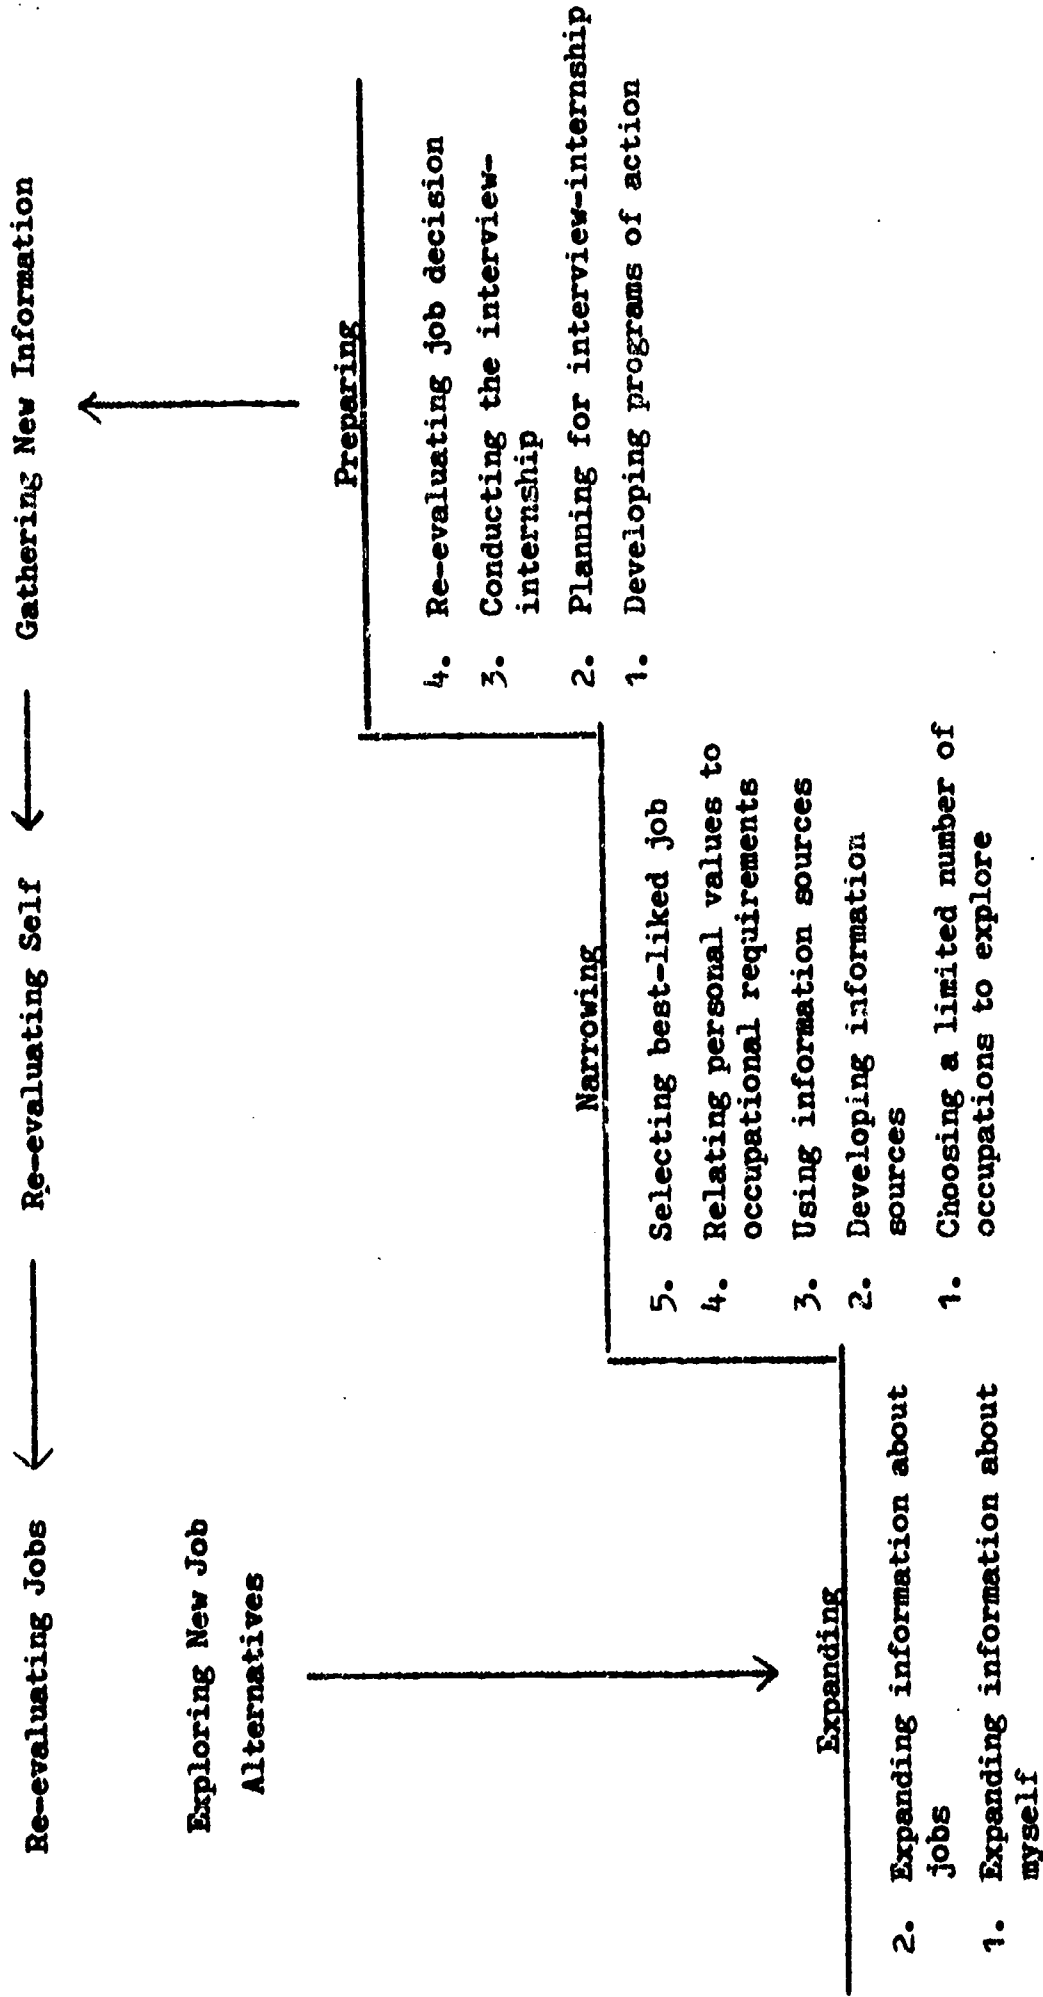 Re-evaluating Jobs
Re-evaluating Self
Gathering New Information
Exploring New Job
Alternatives
Preparing
4. Re-evaluating job decision
3. Conducting the interview-
internship
2. Planning for interview-internship
1. Developing programs of action
Narrowing
5. Selecting best-liked job
4. Relating personal values to
occupational requirements
3. Using information sources
2. Developing information
sources
1. Choosing a limited number of
occupations to explore
Expanding
2. Expanding information about
jobs
1. Expanding information about
myself